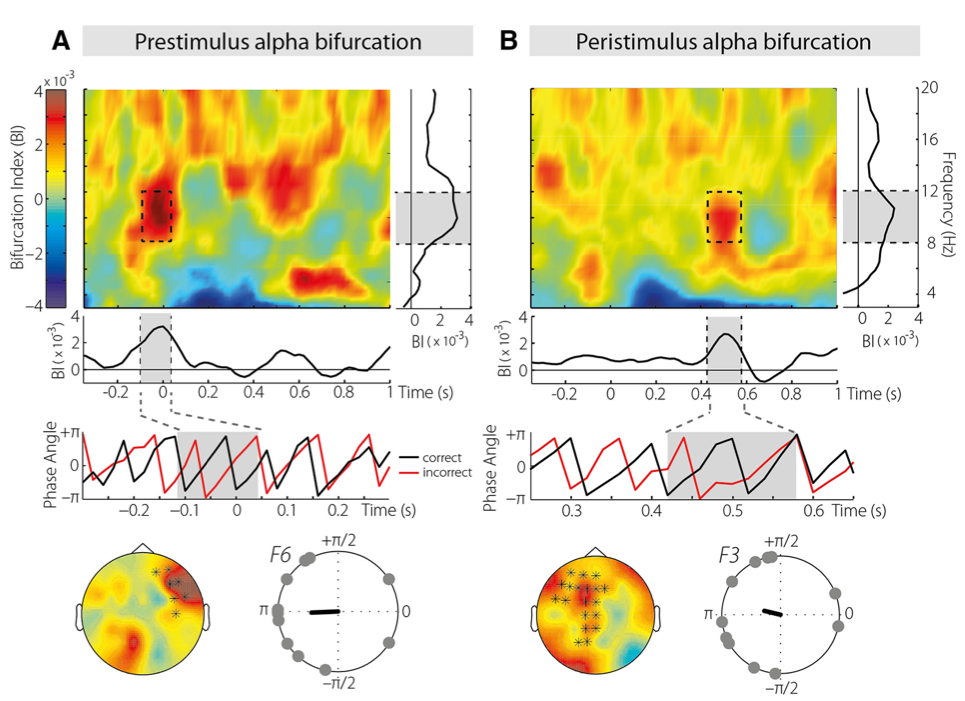 A Prestimulus alpha bifurcation
B Peristimulus alpha bifurcation
x 10⁻³
4
2
0
−2
−4
Bifurcation Index (BI)
0 2 4
BI (x 10⁻³)
20
16
12
8
4
Frequency (Hz)
0 2 4
BI (x 10⁻³)
BI (x 10⁻³)
4
2
0
-0.2 0 0.2 0.4 0.6 0.8 1 Time (s)
BI (x 10⁻³)
4
2
0
-0.2 0 0.2 0.4 0.6 0.8 1 Time (s)
Phase Angle
+π
0
−π
−0.2 −0.1 0 0.1 0.2 Time (s)
correct
incorrect
Phase Angle
+π
0
−π
0.3 0.4 0.5 0.6 Time (s)
F6
+π/2
π
0
−π/2
F3
+π/2
π
0
−π/2